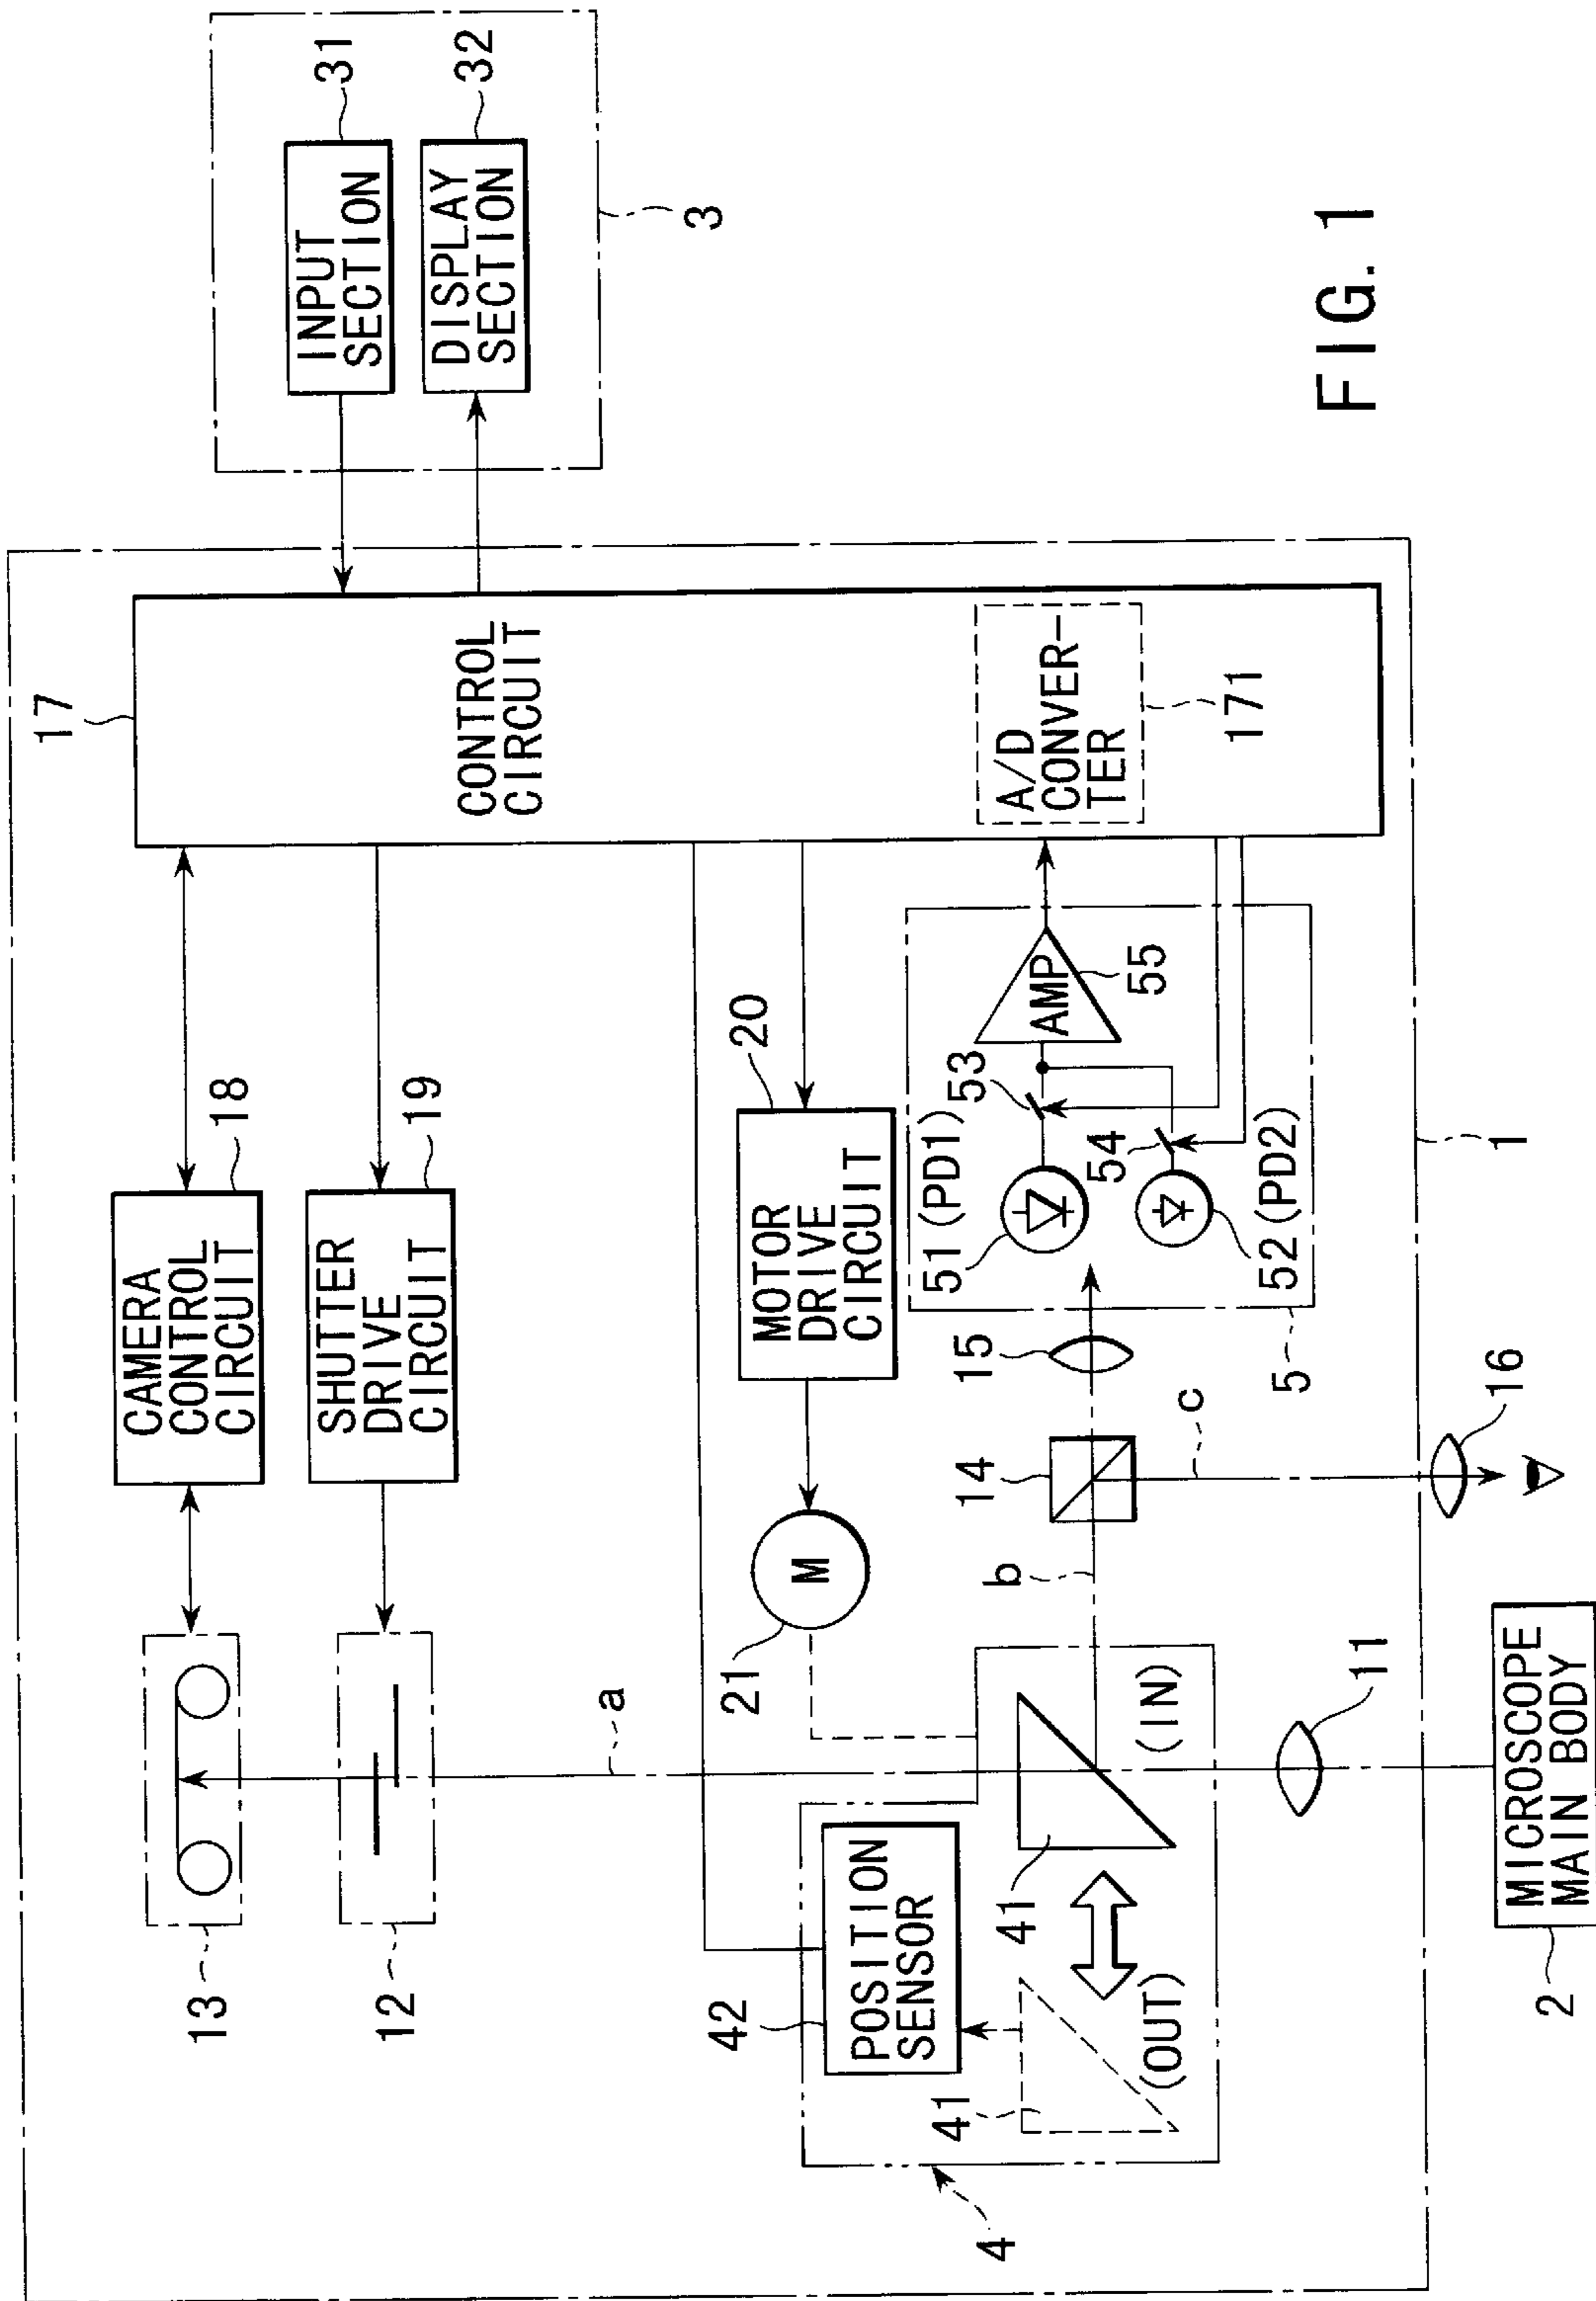 17
CONTROL
CIRCUIT
A/D
CONVER-
TER
171
INPUT
SECTION
31
DISPLAY
SECTION
32
3
CAMERA
CONTROL
CIRCUIT
18
SHUTTER
DRIVE
CIRCUIT
19
13
12
a
MOTOR
DRIVE
CIRCUIT
20
M
21
POSITION
SENSOR
42
41
(OUT)
41
(IN)
4
b
14
c
15
16
11
51 (PD1)
53
54
52 (PD2)
AMP
55
5
1
MICROSCOPE
MAIN BODY
2
FIG. 1